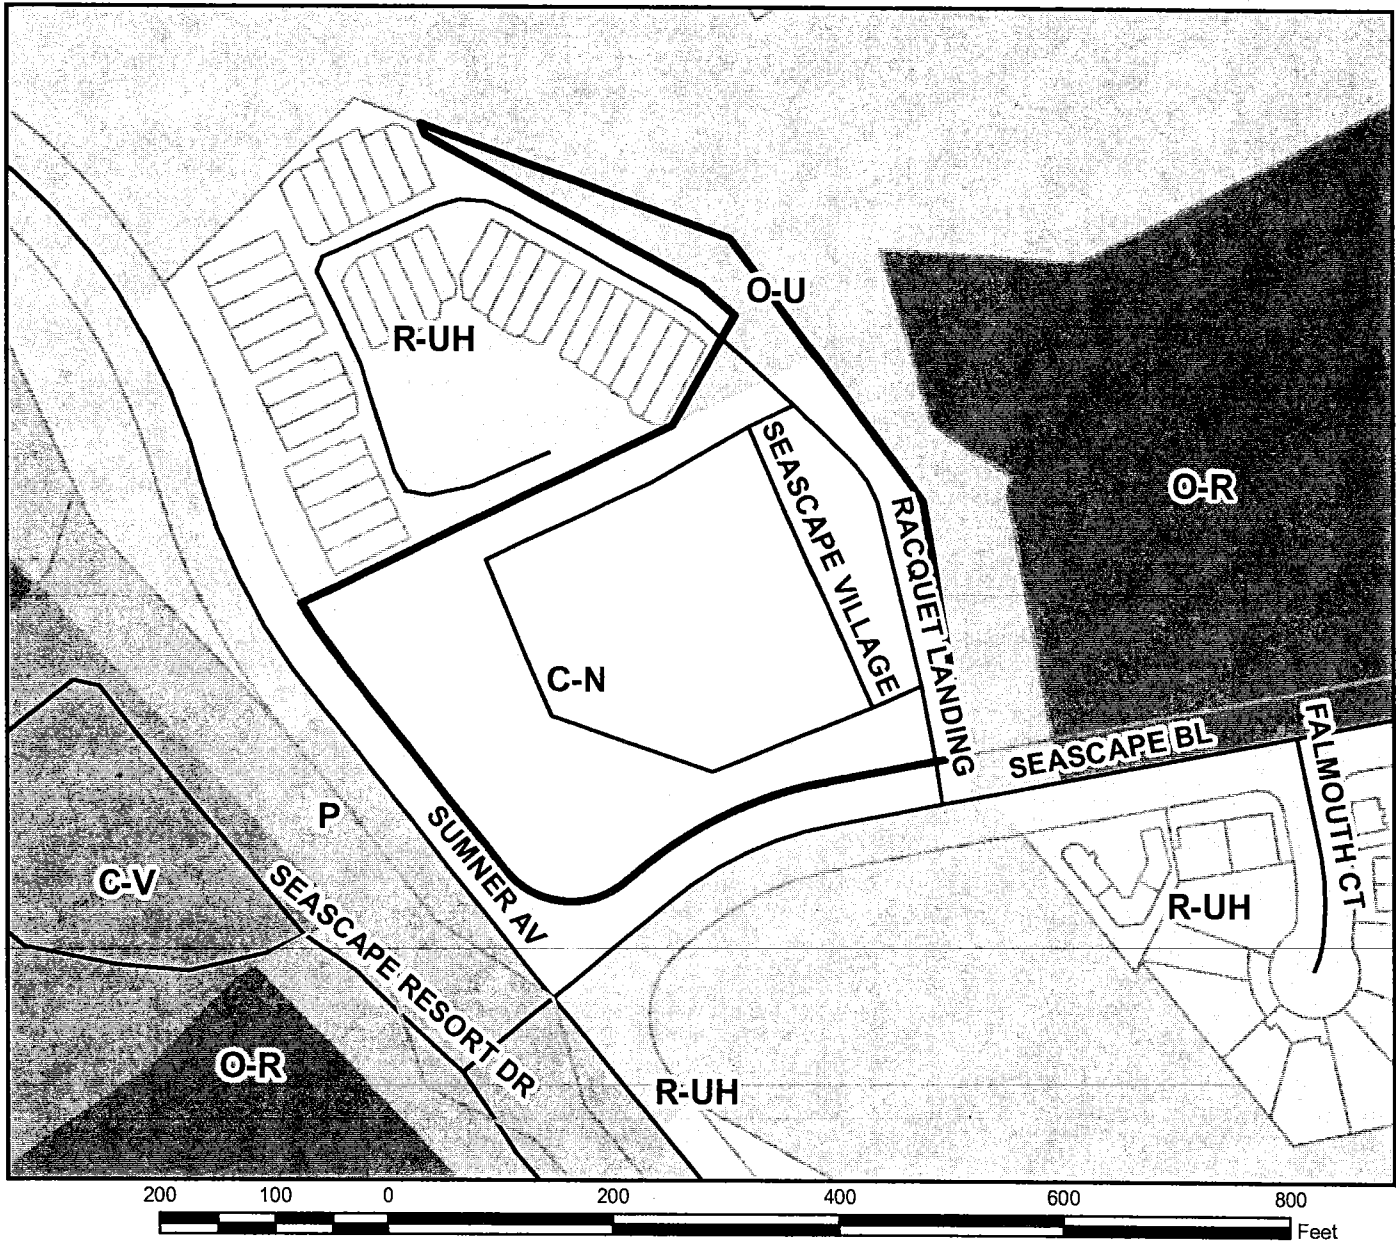 O-U
R-UH
SEASCAPE VILLAGE
O-R
RACQUET LANDING
C-N
SEASCAPE BL
FALMOUTH CT
P
SUMNER AV
C-V
SEASCAPE RESORT DR
R-UH
O-R
R-UH
200 100 0 200 400 600 800
Feet